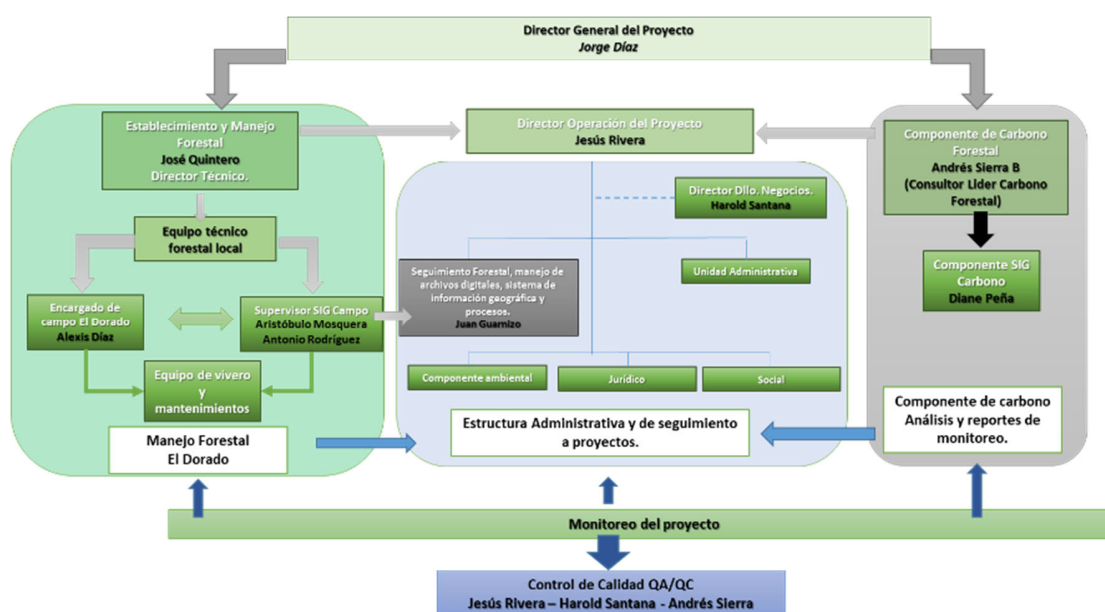 Director General del Proyecto
Jorge Díaz
Establecimiento y Manejo
Forestal
José Quintero
Director Técnico.
Director Operación del Proyecto
Jesús Rivera
Componente de Carbono
Forestal
Andrés Sierra B
(Consultor Lider Carbono
Forestal)
Director Dllo. Negocios.
Harold Santana
Equipo técnico
forestal local
Seguimiento Forestal, manejo de
archivos digitales, sistema de
información geográfica y
procesos.
Juan Guarnizo
Unidad Administrativa
Componente SIG
Carbono
Diane Peña
Encargado de
campo El Dorado
Alexis Díaz
Supervisor SIG Campo
Aristóbulo Mosquera
Antonio Rodríguez
Equipo de vivero
y
mantenimientos
Componente ambiental
Jurídico
Social
Manejo Forestal
El Dorado
Estructura Administrativa y de seguimiento
a proyectos.
Componente de carbono
Análisis y reportes de
monitoreo.
Monitoreo del proyecto
Control de Calidad QA/QC
Jesús Rivera – Harold Santana - Andrés Sierra